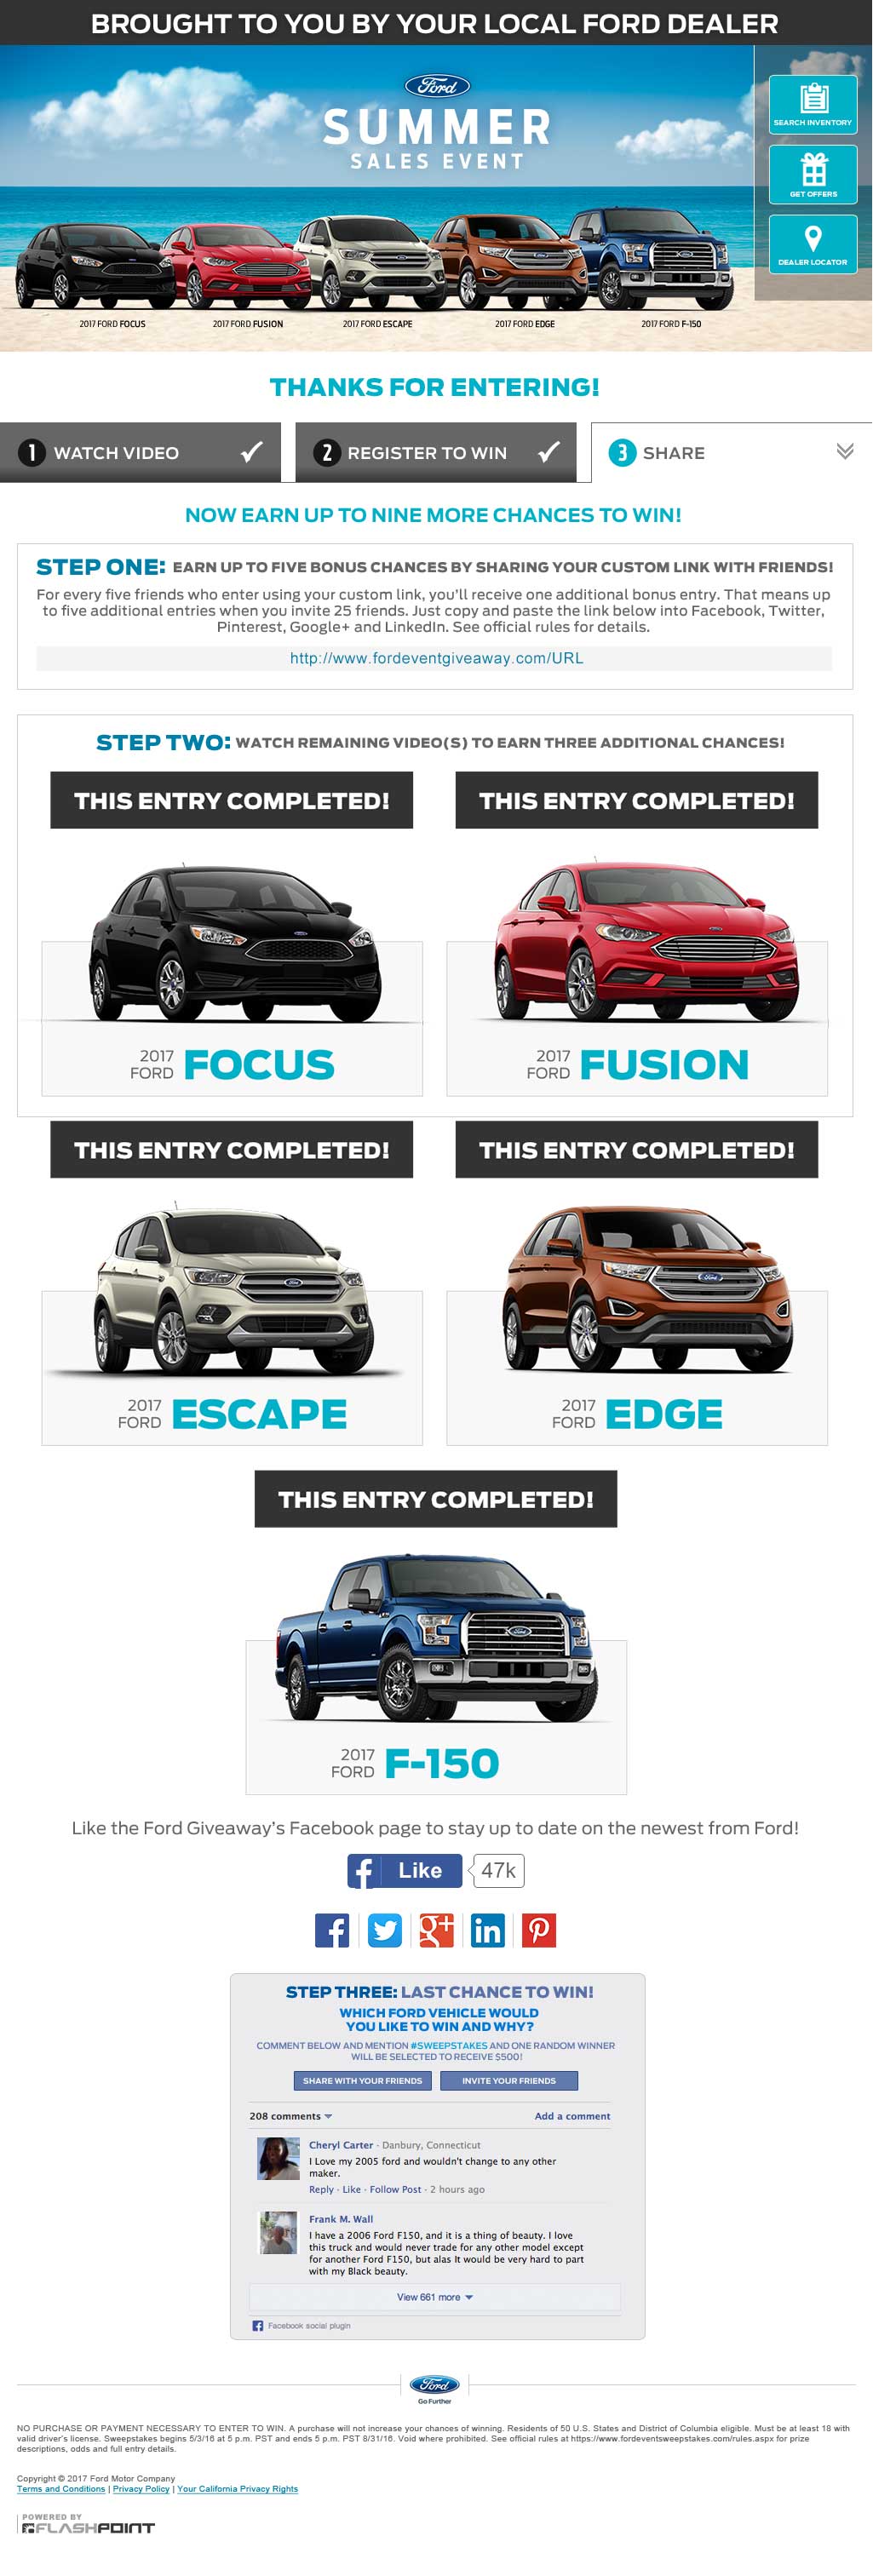 BROUGHT TO YOU BY YOUR LOCAL FORD DEALER
Ford
SUMMER
SALES EVENT
SEARCH INVENTORY
GET OFFERS
DEALER LOCATOR
2017 FORD FOCUS
2017 FORD FUSION
2017 FORD ESCAPE
2017 FORD EDGE
2017 FORD F-150
THANKS FOR ENTERING!
1 WATCH VIDEO
2 REGISTER TO WIN
3 SHARE
NOW EARN UP TO NINE MORE CHANCES TO WIN!
STEP ONE: EARN UP TO FIVE BONUS CHANCES BY SHARING YOUR CUSTOM LINK WITH FRIENDS!
For every five friends who enter using your custom link, you'll receive one additional bonus entry. That means up
to five additional entries when you invite 25 friends. Just copy and paste the link below into Facebook, Twitter,
Pinterest, Google+ and LinkedIn. See official rules for details.
http://www.fordeventgiveaway.com/URL
STEP TWO: WATCH REMAINING VIDEO(S) TO EARN THREE ADDITIONAL CHANCES!
THIS ENTRY COMPLETED!
THIS ENTRY COMPLETED!
2017
FORD FOCUS
2017
FORD FUSION
THIS ENTRY COMPLETED!
THIS ENTRY COMPLETED!
Ford
Ford
2017
FORD ESCAPE
2017
FORD EDGE
THIS ENTRY COMPLETED!
Ford
2017
FORD F-150
Like the Ford Giveaway's Facebook page to stay up to date on the newest from Ford!
f Like 47k
f g+ in
STEP THREE: LAST CHANCE TO WIN!
WHICH FORD VEHICLE WOULD
YOU LIKE TO WIN AND WHY?
COMMENT BELOW AND MENTION #SWEEPSTAKES AND ONE RANDOM WINNER
WILL BE SELECTED TO RECEIVE $500!
SHARE WITH YOUR FRIENDS
INVITE YOUR FRIENDS
208 comments
Add a comment
Cheryl Carter · Danbury, Connecticut
I Love my 2005 ford and wouldn't change to any other
maker.
Reply · Like · Follow Post · 2 hours ago
Frank M. Wall
I have a 2006 Ford F150, and it is a thing of beauty. I love
this truck and would never trade for any other model except
for another Ford F150, but alas It would be very hard to part
with my Black beauty.
View 661 more
Facebook social plugin
Ford
Go Further
NO PURCHASE OR PAYMENT NECESSARY TO ENTER TO WIN. A purchase will not increase your chances of winning. Residents of 50 U.S. States and District of Columbia eligible. Must be at least 18 with
valid driver's license. Sweepstakes begins 5/3/16 at 5 p.m. PST and ends 5 p.m. PST 8/31/16. Void where prohibited. See official rules at https://www.fordeventsweepstakes.com/rules.aspx for prize
descriptions, odds and full entry details.
Copyright © 2017 Ford Motor Company
Terms and Conditions | Privacy Policy | Your California Privacy Rights
POWERED BY
FLASHPOINT